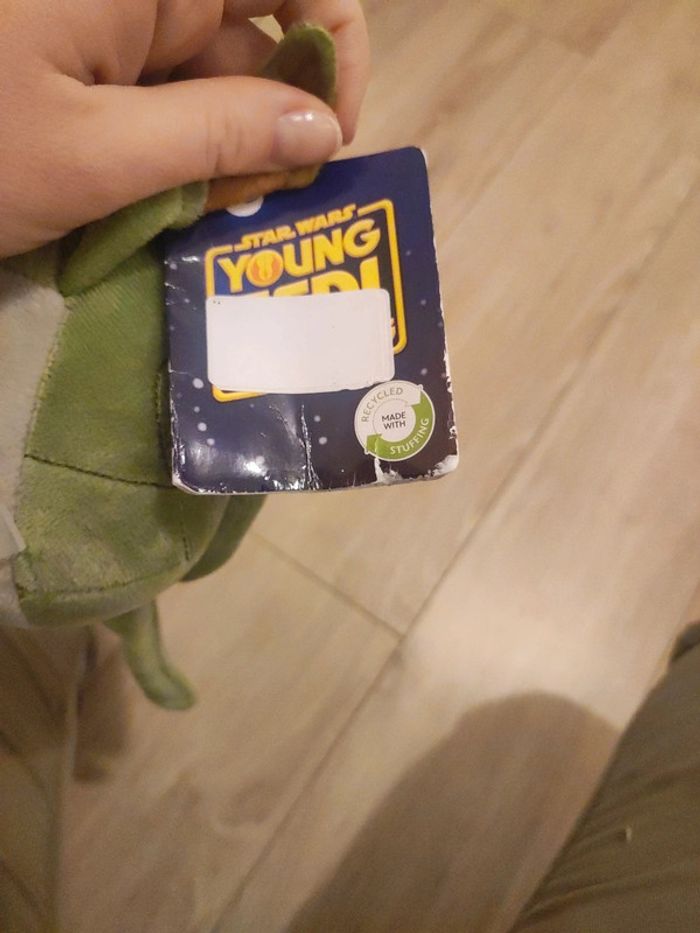 STAR WARS
YOUNG
RECYCLED
MADE
WITH
STUFFING